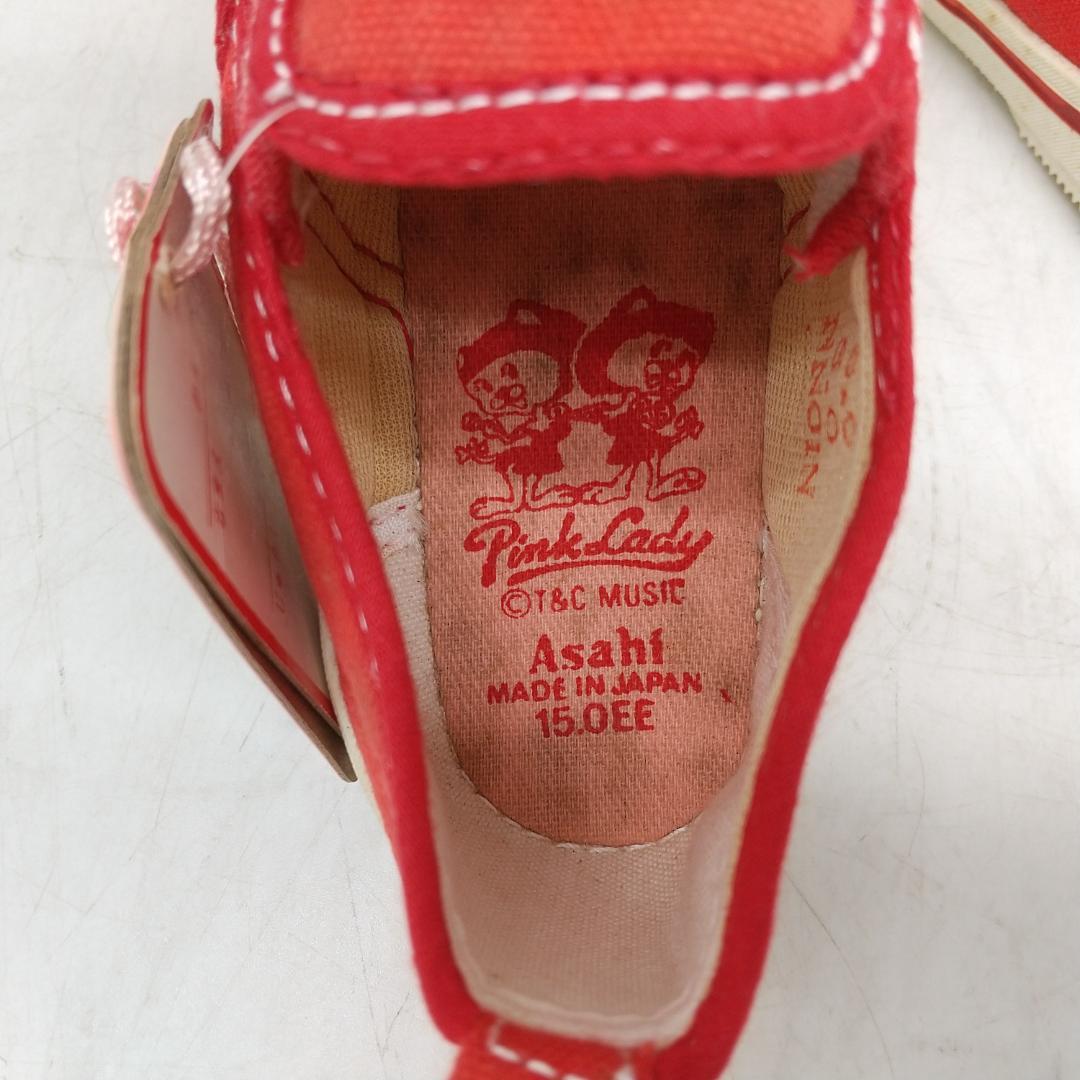 Pink Lady
©T&C MUSIC
Asahi
MADE IN JAPAN
15.0EE